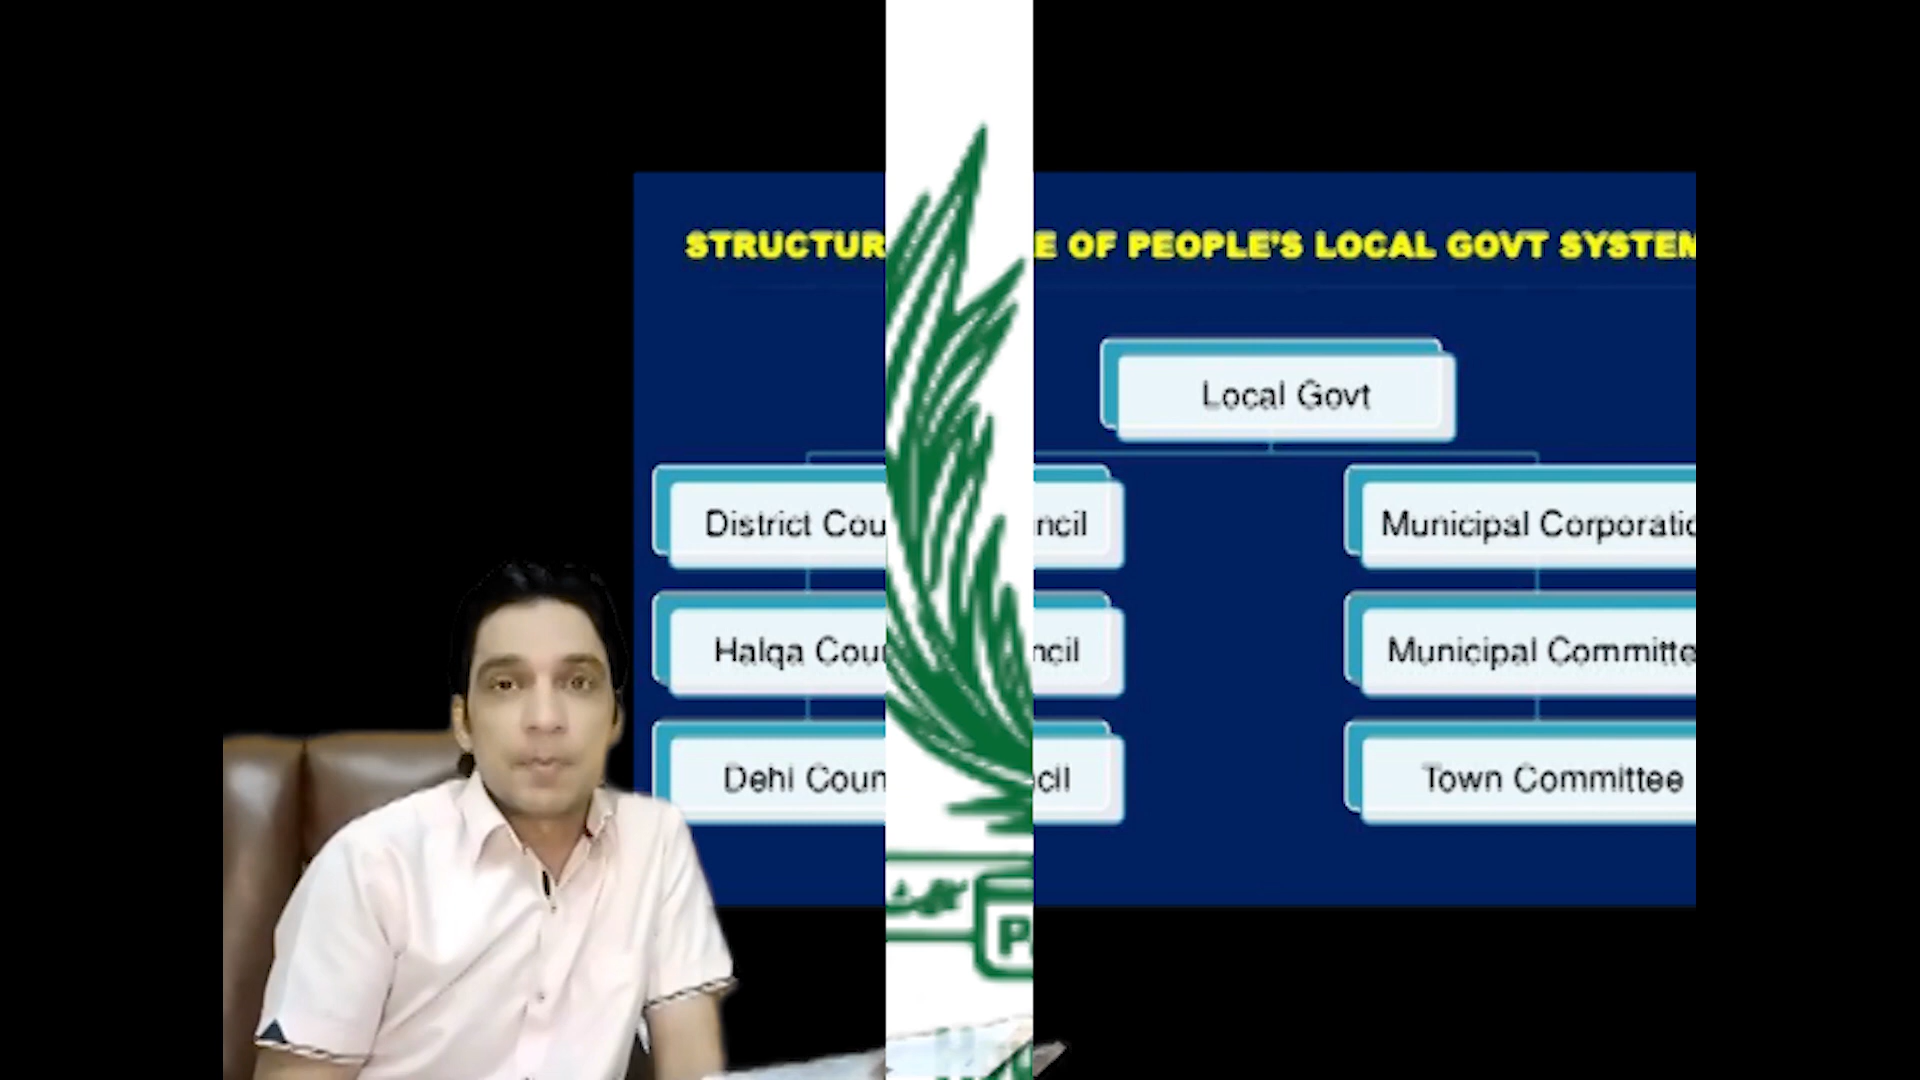 STRUCTUR E OF PEOPLE'S LOCAL GOVT SYSTEM
Local Govt
District Cou ncil
Municipal Corporatio
Halqa Coun ncil
Municipal Committe
Dehi Coun cil
Town Committee
P